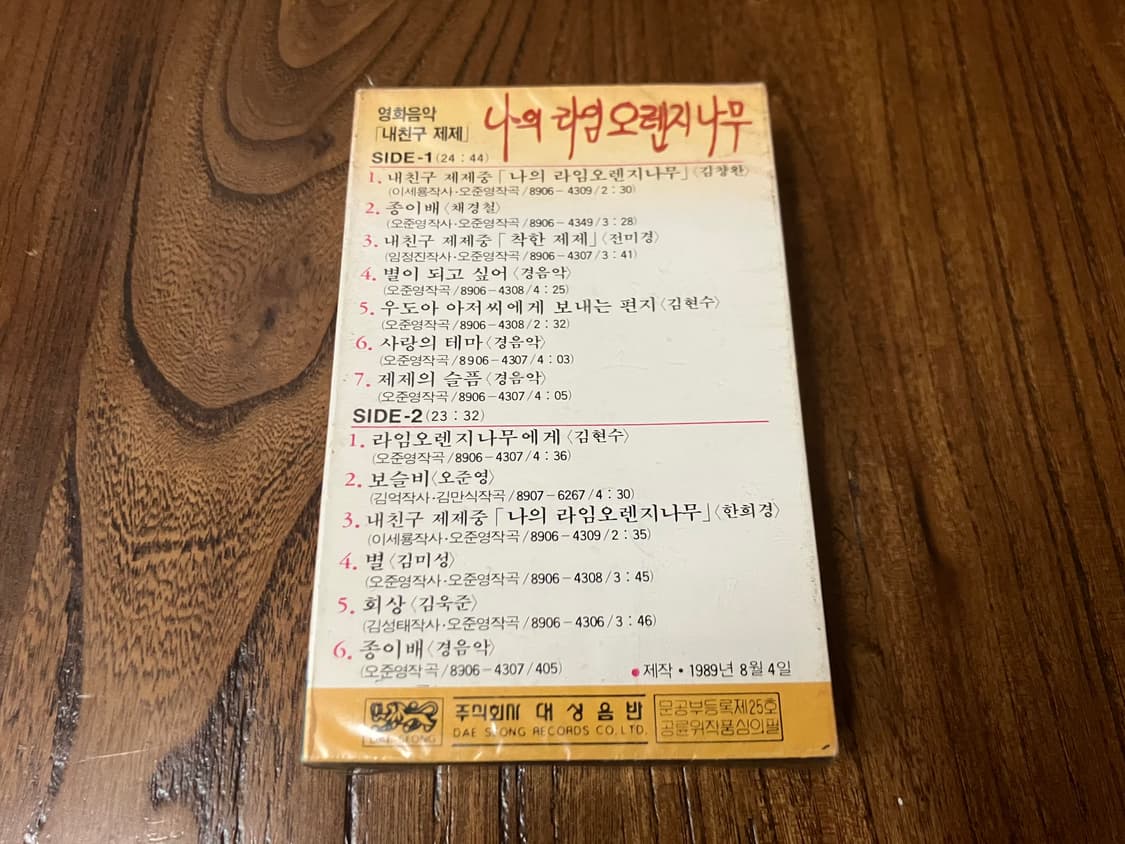 영화음악
「내친구 제제」
나의 라임오렌지나무
SIDE-1(24 : 44)
1. 내친구 제제중「나의 라임오렌지나무」〈김창완〉
(이세룡작사·오준영작곡/8906-4309/2 : 30)
2. 종이배〈채경철〉
(오준영작사·오준영작곡/8906-4349/3 : 28)
3. 내친구 제제중「착한 제제」〈전미경〉
(임정진작사·오준영작곡/8906-4307/3 : 41)
4. 별이 되고 싶어〈경음악〉
(오준영작곡/8906-4308/4 : 25)
5. 우도아 아저씨에게 보내는 편지〈김현수〉
(오준영작곡/8906-4308/2 : 32)
6. 사랑의 테마〈경음악〉
(오준영작곡/8906-4307/4 : 03)
7. 제제의 슬픔〈경음악〉
(오준영작곡/8906-4307/4 : 05)
SIDE-2(23 : 32)
1. 라임오렌지나무에게〈김현수〉
(오준영작곡/8906-4307/4 : 36)
2. 보슬비〈오준영〉
(김억작사·김만식작곡/8907-6267/4 : 30)
3. 내친구 제제중「나의 라임오렌지나무」〈한희경〉
(이세룡작사·오준영작곡/8906-4309/2 : 35)
4. 별〈김미성〉
(오준영작사·오준영작곡/8906-4308/3 : 45)
5. 회상〈김욱준〉
(김성태작사·오준영작곡/8906-4306/3 : 46)
6. 종이배〈경음악〉
(오준영작곡/8906-4307/405)
● 제작 • 1989년 8월 4일
DAE SEONG
주식회사 대성음반
DAE SEONG RECORDS CO. LTD.
문공부등록제25호
공륜위작품심의필